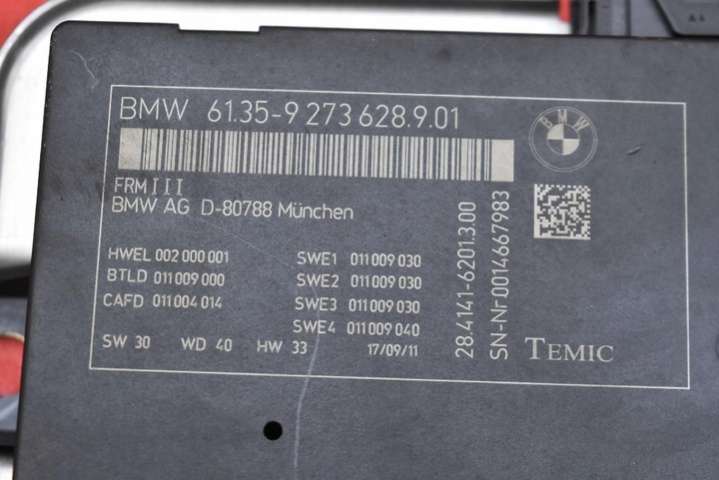 BMW 61.35-9 273 628.9.01
BMW
FRMIII
BMW AG D-80788 München
HWEL 002 000 001
BTLD 011 009 000
CAFD 011 004 014
SWE1 011 009 030
SWE2 011 009 030
SWE3 011 009 030
SWE4 011 009 040
SW 30 WD 40 HW 33 17/09/11
28.4141-6201.3.00
SN-Nr 0014667983
TEMIC